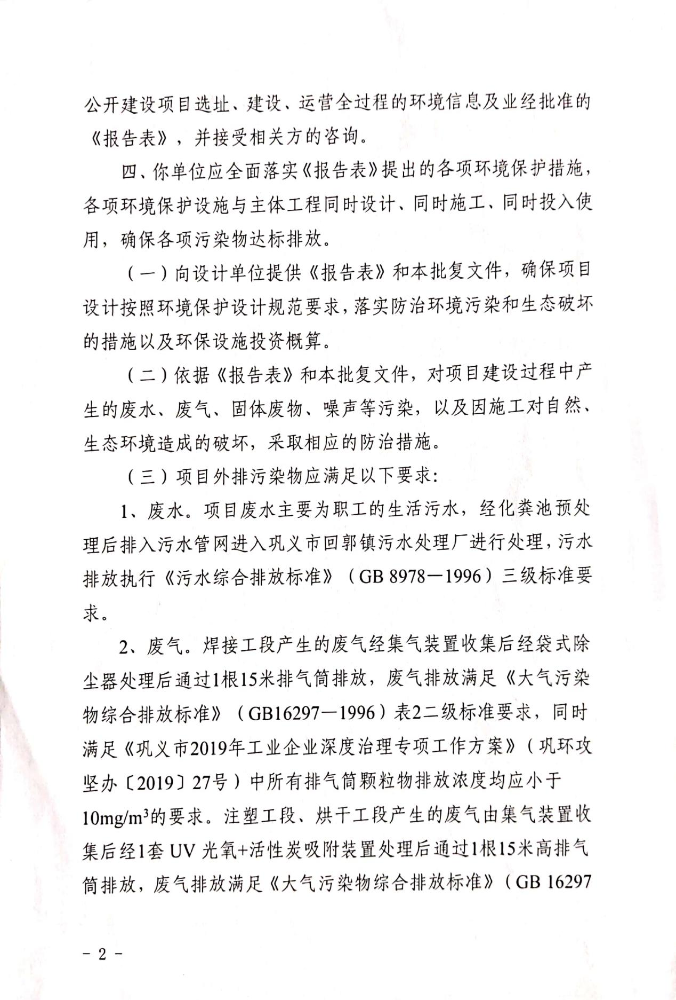 公开建设项目选址、建设、运营全过程的环境信息及业经批准的
《报告表》，并接受相关方的咨询。
四、你单位应全面落实《报告表》提出的各项环境保护措施，
各项环境保护设施与主体工程同时设计、同时施工、同时投入使
用，确保各项污染物达标排放。
（一）向设计单位提供《报告表》和本批复文件，确保项目
设计按照环境保护设计规范要求，落实防治环境污染和生态破坏
的措施以及环保设施投资概算。
（二）依据《报告表》和本批复文件，对项目建设过程中产
生的废水、废气、固体废物、噪声等污染，以及因施工对自然、
生态环境造成的破坏，采取相应的防治措施。
（三）项目外排污染物应满足以下要求：
1、废水。项目废水主要为职工的生活污水，经化粪池预处
理后排入污水管网进入巩义市回郭镇污水处理厂进行处理，污水
排放执行《污水综合排放标准》（GB 8978－1996）三级标准要
求。
2、废气。焊接工段产生的废气经集气装置收集后经袋式除
尘器处理后通过1根15米排气筒排放，废气排放满足《大气污染
物综合排放标准》（GB16297－1996）表2二级标准要求，同时
满足《巩义市2019年工业企业深度治理专项工作方案》（巩环攻
坚办〔2019〕27号）中所有排气筒颗粒物排放浓度均应小于
10mg/m³的要求。注塑工段、烘干工段产生的废气由集气装置收
集后经1套 UV 光氧+活性炭吸附装置处理后通过1根15米高排气
筒排放，废气排放满足《大气污染物综合排放标准》（GB 16297
- 2 -